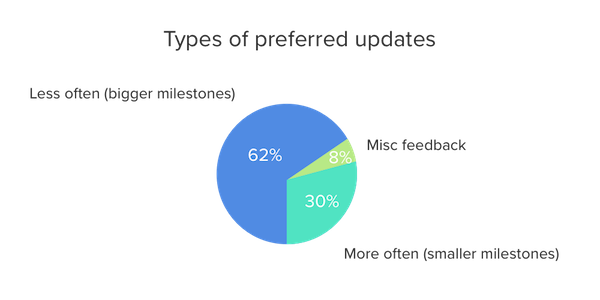 Types of preferred updates
Less often (bigger milestones)
62%
Misc feedback
8%
30%
More often (smaller milestones)